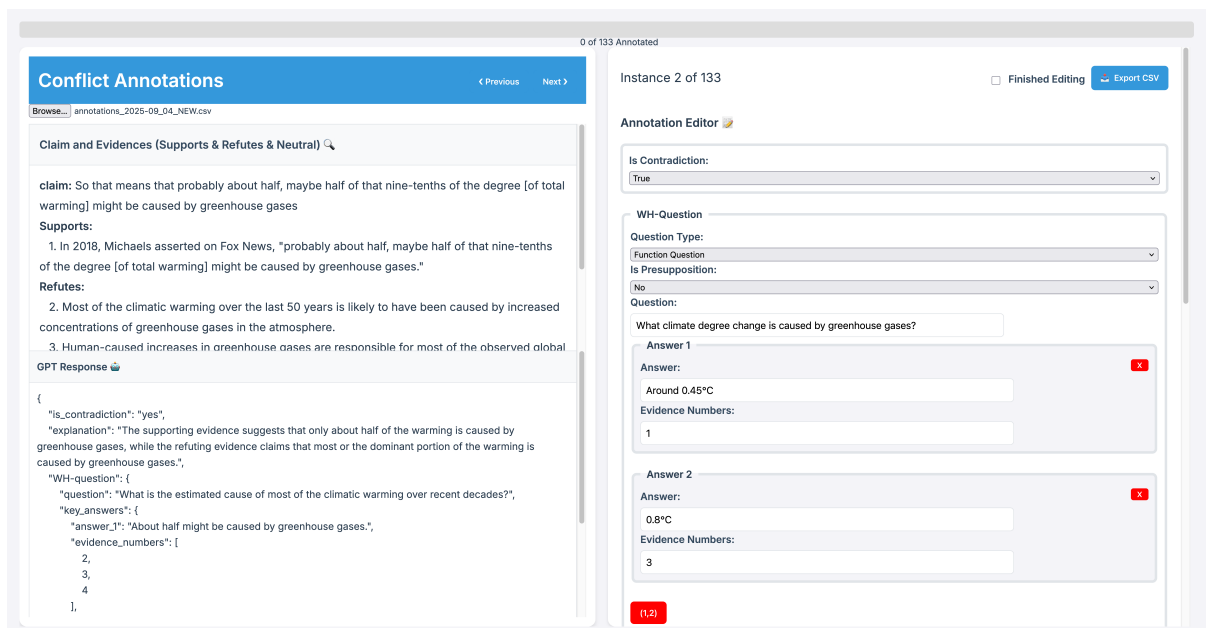 0 of 133 Annotated
Conflict Annotations
Previous
Next
Browse... annotations_2025-09_04_NEW.csv
Claim and Evidences (Supports & Refutes & Neutral)
claim: So that means that probably about half, maybe half of that nine-tenths of the degree [of total
warming] might be caused by greenhouse gases
Supports:
1. In 2018, Michaels asserted on Fox News, "probably about half, maybe half of that nine-tenths
of the degree [of total warming] might be caused by greenhouse gases."
Refutes:
2. Most of the climatic warming over the last 50 years is likely to have been caused by increased
concentrations of greenhouse gases in the atmosphere.
3. Human-caused increases in greenhouse gases are responsible for most of the observed global
GPT Response
{
"is_contradiction": "yes",
"explanation": "The supporting evidence suggests that only about half of the warming is caused by
greenhouse gases, while the refuting evidence claims that most or the dominant portion of the warming is
caused by greenhouse gases.",
"WH-question": {
"question": "What is the estimated cause of most of the climatic warming over recent decades?",
"key_answers": {
"answer_1": "About half might be caused by greenhouse gases.",
"evidence_numbers": [
2,
3,
4
],
Instance 2 of 133
Finished Editing
Export CSV
Annotation Editor
Is Contradiction:
True
WH-Question
Question Type:
Function Question
Is Presupposition:
No
Question:
What climate degree change is caused by greenhouse gases?
Answer 1
X
Answer:
Around 0.45°C
Evidence Numbers:
1
Answer 2
X
Answer:
0.8°C
Evidence Numbers:
3
(1,2)